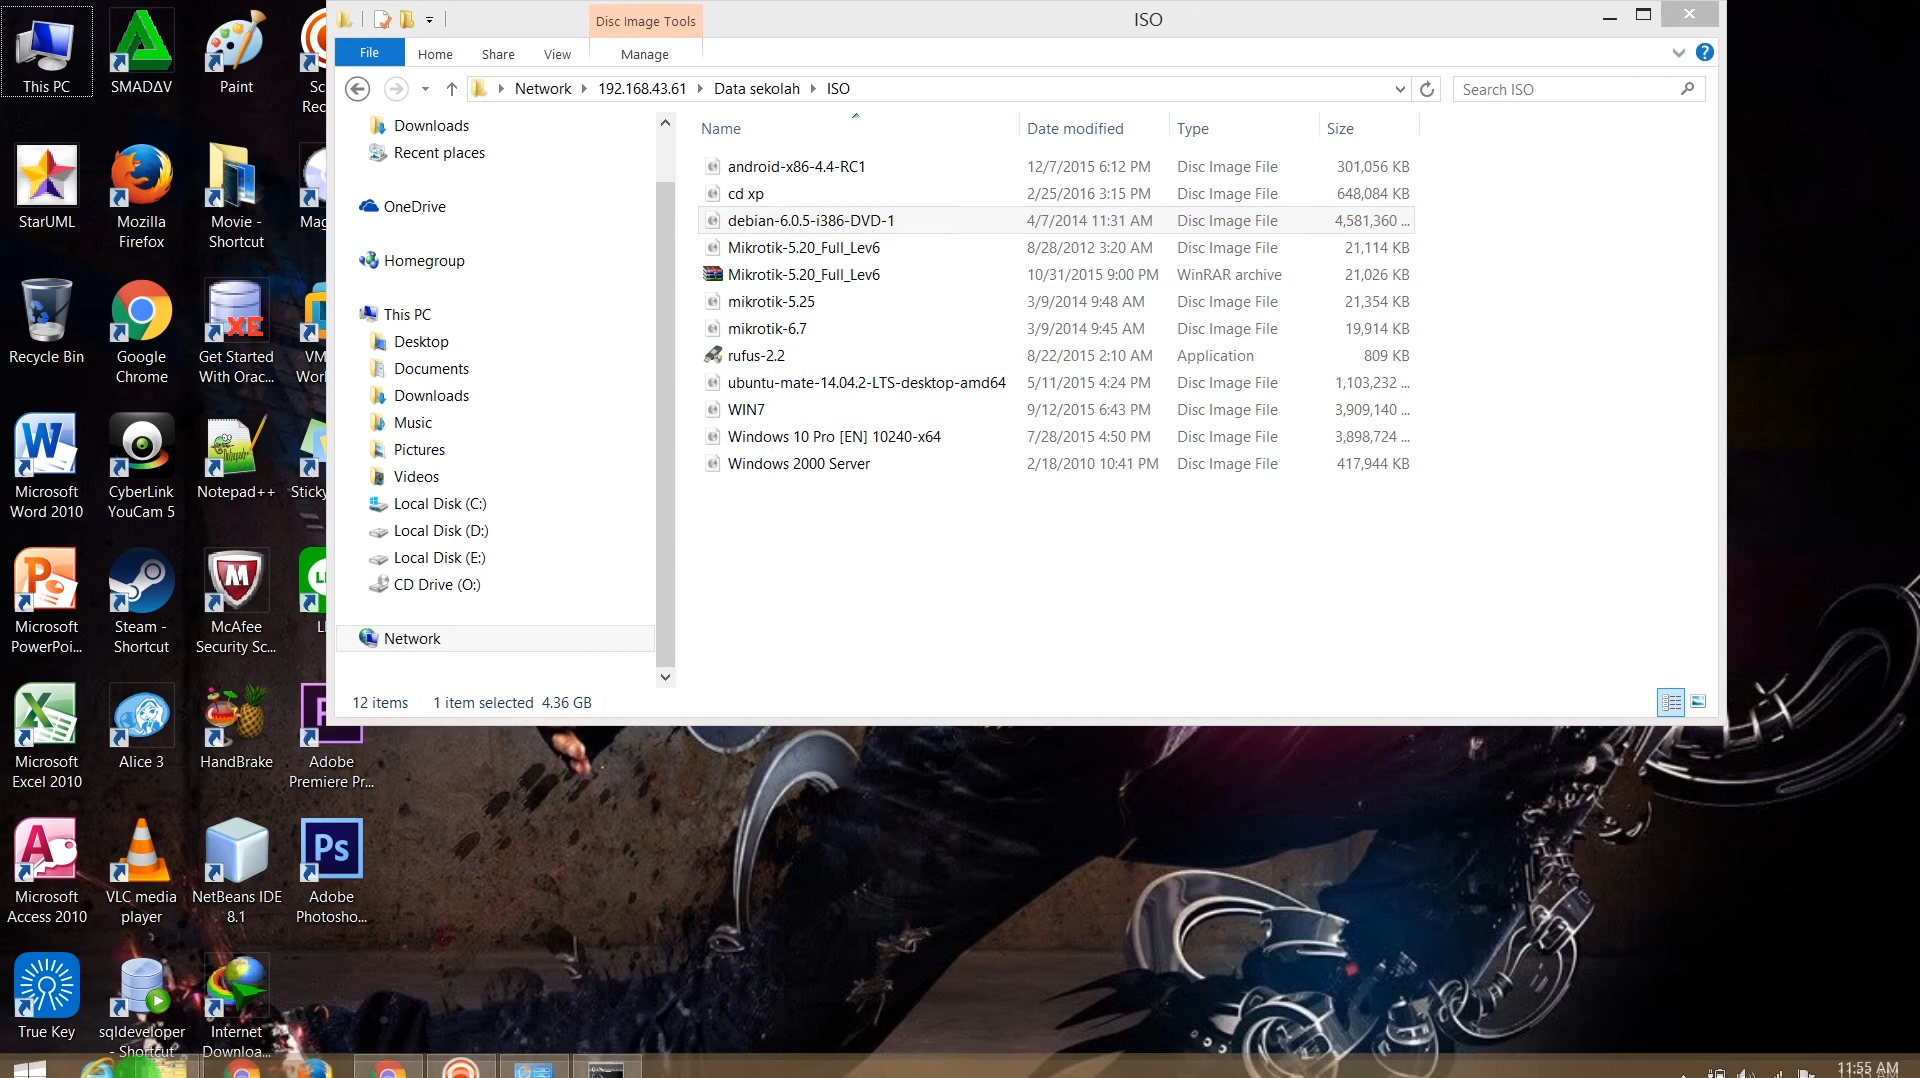 Disc Image Tools
ISO
File
Home
Share
View
Manage
Network
192.168.43.61
Data sekolah
ISO
Search ISO
Downloads
Recent places
OneDrive
Homegroup
This PC
Desktop
Documents
Downloads
Music
Pictures
Videos
Local Disk (C:)
Local Disk (D:)
Local Disk (E:)
CD Drive (O:)
Network
Name Date modified Type Size
android-x86-4.4-RC1 12/7/2015 6:12 PM Disc Image File 301,056 KB
cd xp 2/25/2016 3:15 PM Disc Image File 648,084 KB
debian-6.0.5-i386-DVD-1 4/7/2014 11:31 AM Disc Image File 4,581,360 ...
Mikrotik-5.20_Full_Lev6 8/28/2012 3:20 AM Disc Image File 21,114 KB
Mikrotik-5.20_Full_Lev6 10/31/2015 9:00 PM WinRAR archive 21,026 KB
mikrotik-5.25 3/9/2014 9:48 AM Disc Image File 21,354 KB
mikrotik-6.7 3/9/2014 9:45 AM Disc Image File 19,914 KB
rufus-2.2 8/22/2015 2:10 AM Application 809 KB
ubuntu-mate-14.04.2-LTS-desktop-amd64 5/11/2015 4:24 PM Disc Image File 1,103,232 ...
WIN7 9/12/2015 6:43 PM Disc Image File 3,909,140 ...
Windows 10 Pro [EN] 10240-x64 7/28/2015 4:50 PM Disc Image File 3,898,724 ...
Windows 2000 Server 2/18/2010 10:41 PM Disc Image File 417,944 KB
12 items 1 item selected 4.36 GB
This PC
SMADΔV
Paint
Sc
Rec
StarUML
Mozilla
Firefox
Movie -
Shortcut
Mag
Recycle Bin
Google
Chrome
XE
Get Started
With Orac...
VM
Work
Microsoft
Word 2010
CyberLink
YouCam 5
Notepad++
Sticky
Microsoft
PowerPoi...
Steam -
Shortcut
McAfee
Security Sc...
LI
Microsoft
Excel 2010
Alice 3
HandBrake
Adobe
Premiere Pr...
Microsoft
Access 2010
VLC media
player
NetBeans IDE
8.1
Ps
Adobe
Photosho...
True Key
sqldeveloper
- Shortcut
Internet
Downloa...
11:55 AM